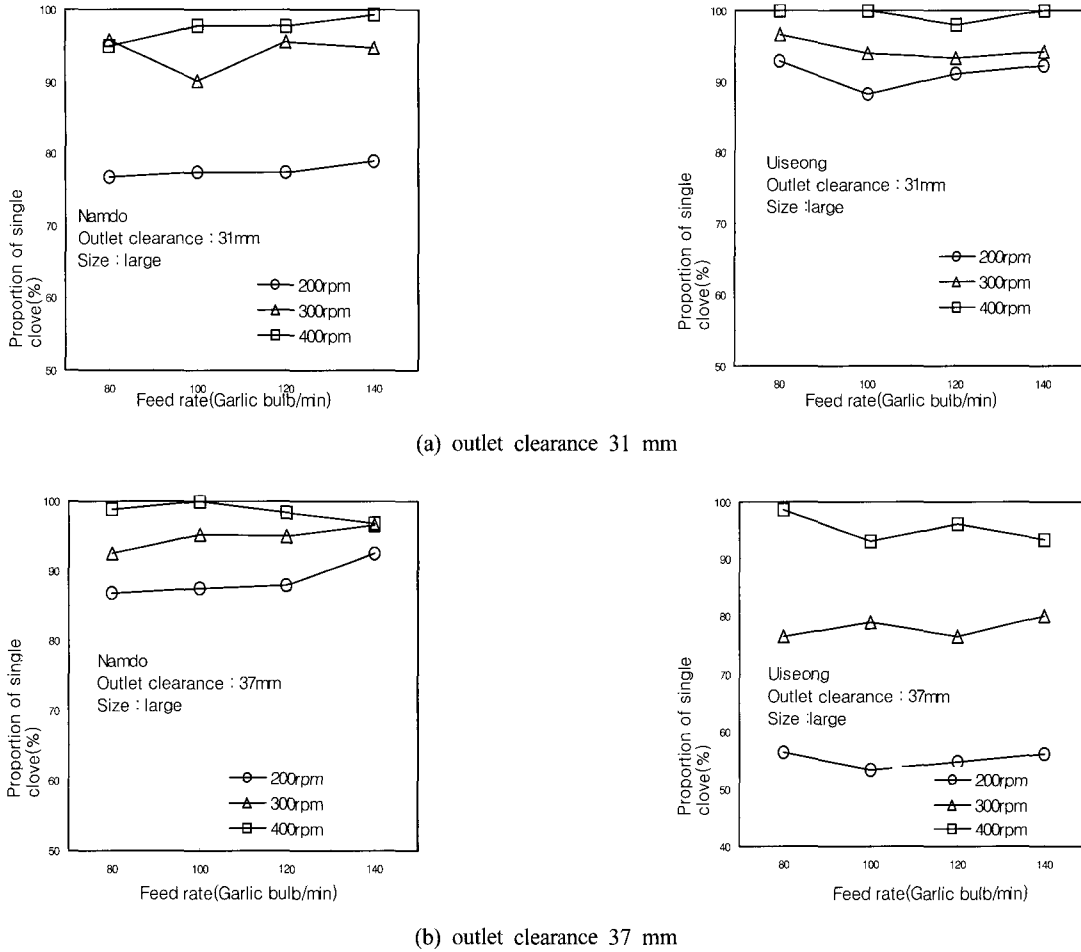 100
90
80
70
60
50
Proportion of single
clove(%)
Namdo
Outlet clearance : 31mm
Size : large
200rpm
300rpm
400rpm
80
100
120
140
Feed rate(Garlic bulb/min)
100
90
80
70
60
50
Proportion of single
clove(%)
Uiseong
Outlet clearance : 31mm
Size :large
200rpm
300rpm
400rpm
80
100
120
140
Feed rate(Garlic bulb/min)
(a) outlet clearance 31 mm
100
90
80
70
60
50
Proportion of single
clove(%)
Namdo
Outlet clearance : 37mm
Size : large
200rpm
300rpm
400rpm
80
100
120
140
Feed rate(Garlic bulb/min)
100
90
80
70
60
50
40
Proportion of single
clove(%)
Uiseong
Outlet clearance : 37mm
Size :large
200rpm
300rpm
400rpm
80
100
120
140
Feed rate(Garlic bulb/min)
(b) outlet clearance 37 mm